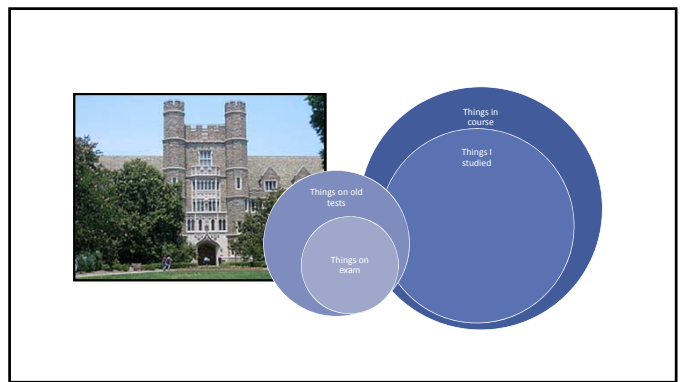 Things in
course
Things I
studied
Things on old
tests
Things on
exam